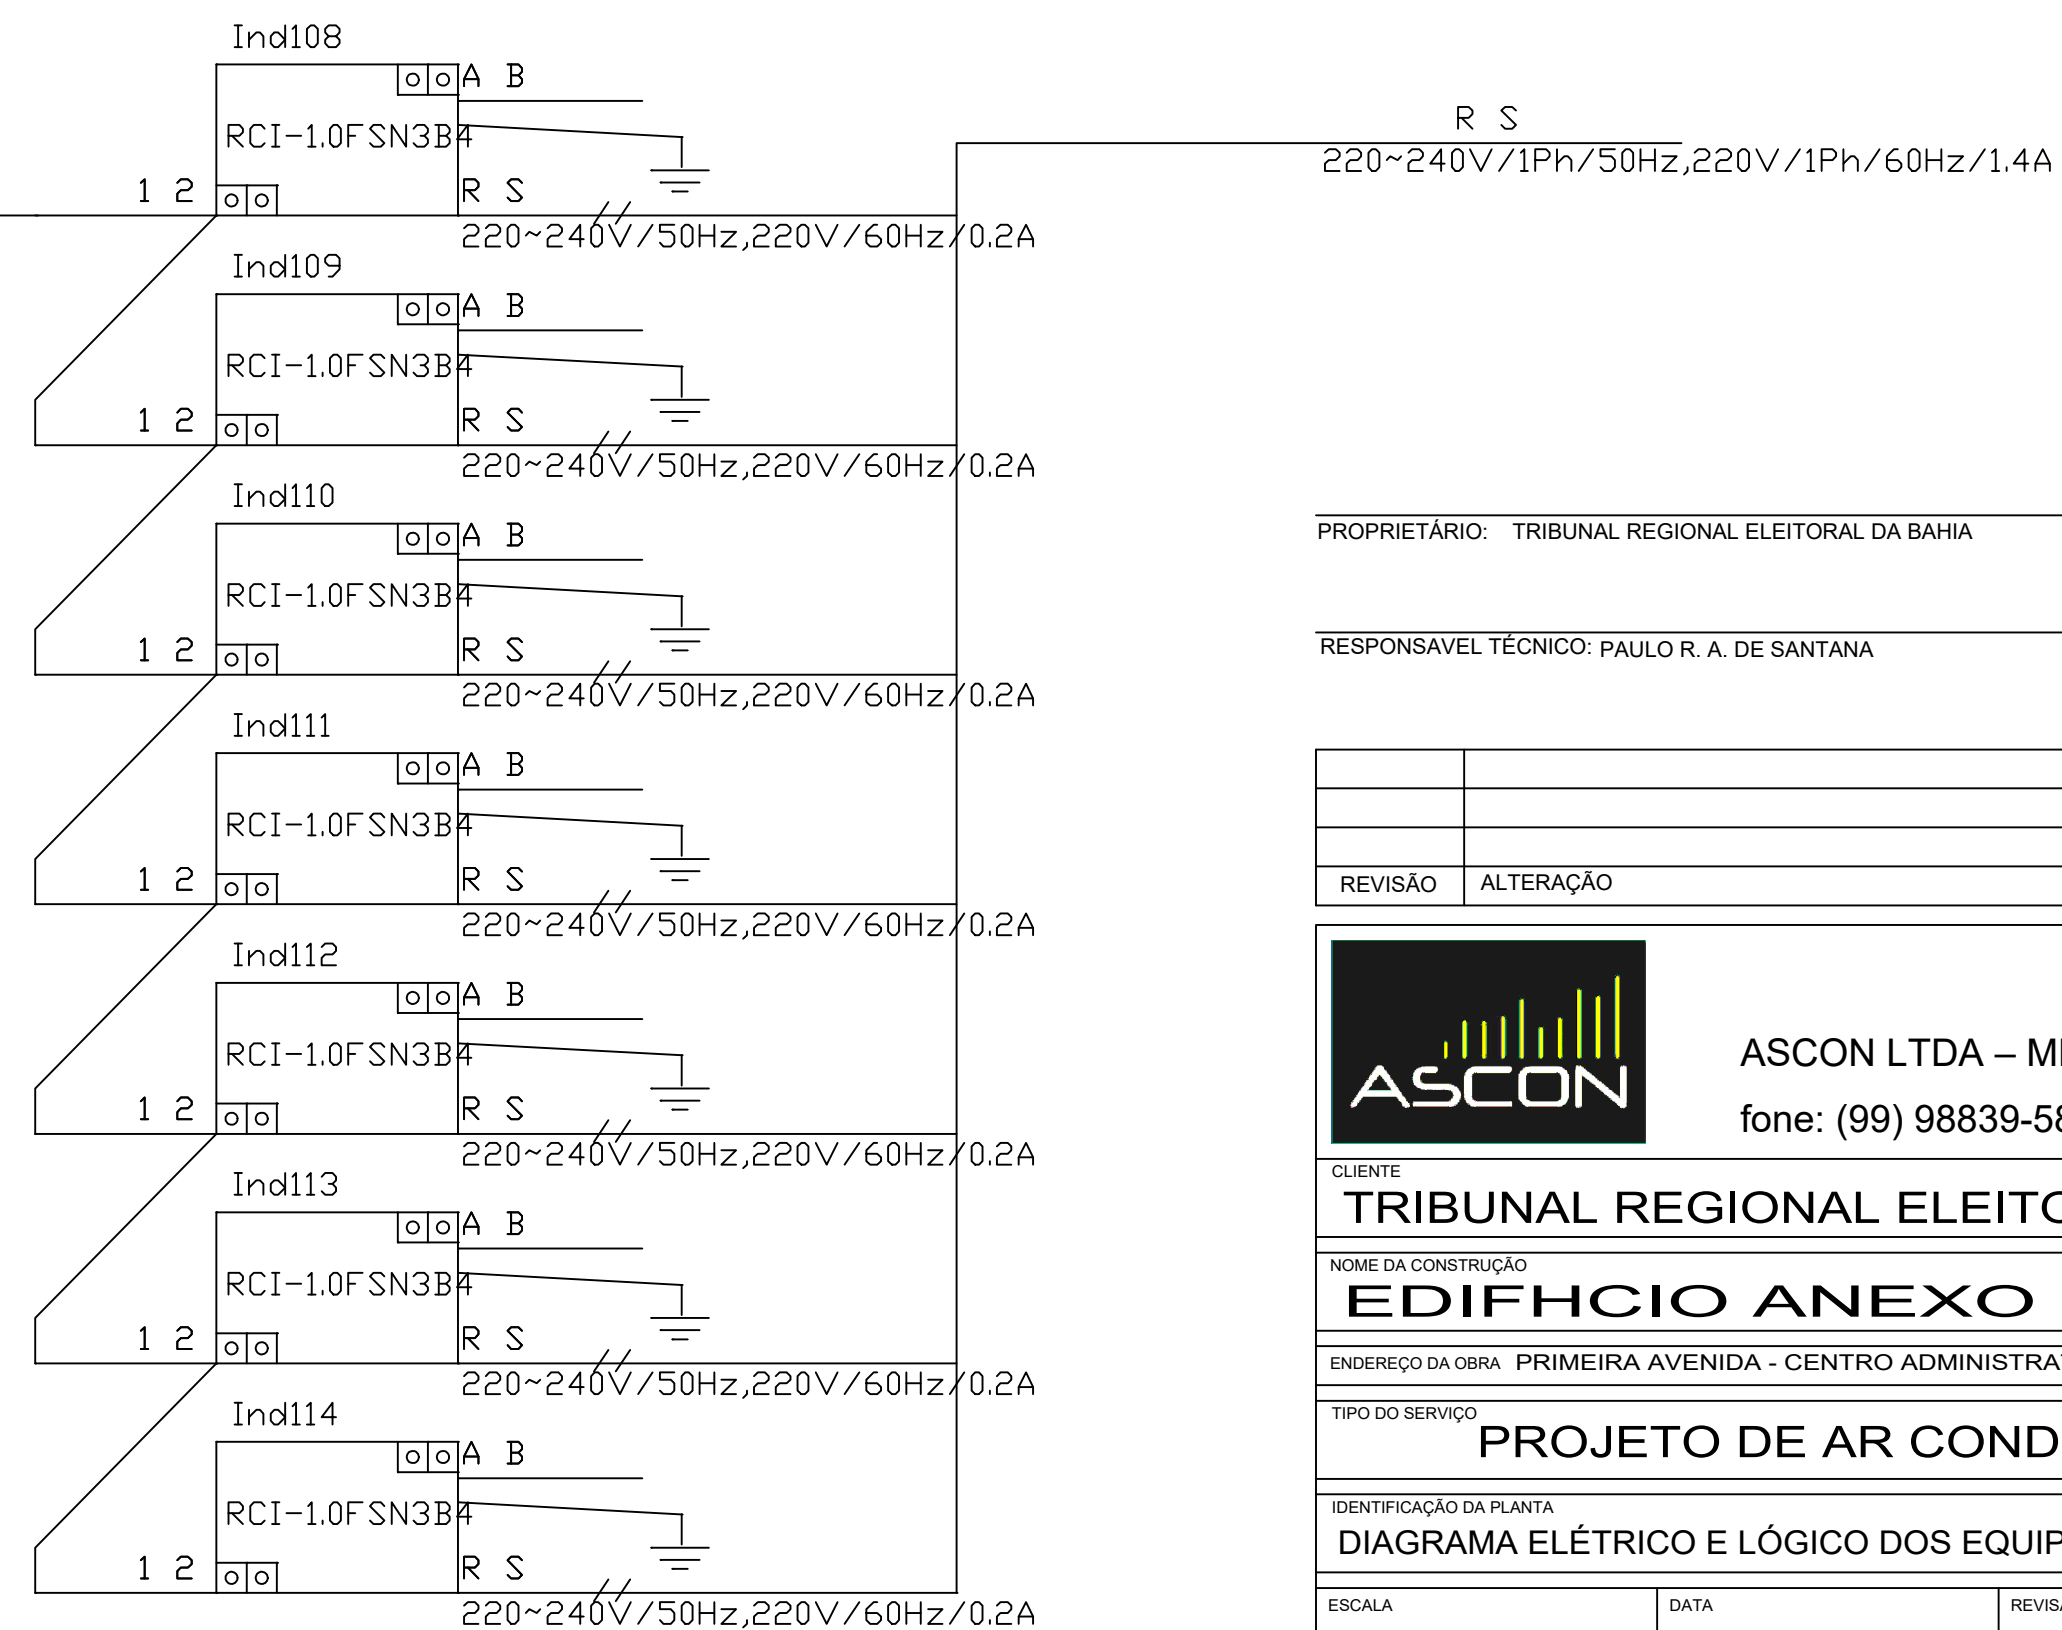 Ind108
A B
RCI-1.0FSN3B4
1 2
R S
220~240V/50Hz,220V/60Hz/0.2A
Ind109
A B
RCI-1.0FSN3B4
1 2
R S
220~240V/50Hz,220V/60Hz/0.2A
Ind110
A B
RCI-1.0FSN3B4
1 2
R S
220~240V/50Hz,220V/60Hz/0.2A
Ind111
A B
RCI-1.0FSN3B4
1 2
R S
220~240V/50Hz,220V/60Hz/0.2A
Ind112
A B
RCI-1.0FSN3B4
1 2
R S
220~240V/50Hz,220V/60Hz/0.2A
Ind113
A B
RCI-1.0FSN3B4
1 2
R S
220~240V/50Hz,220V/60Hz/0.2A
Ind114
A B
RCI-1.0FSN3B4
1 2
R S
220~240V/50Hz,220V/60Hz/0.2A
R S
220~240V/1Ph/50Hz,220V/1Ph/60Hz/1.4A
PROPRIETÁRIO: TRIBUNAL REGIONAL ELEITORAL DA BAHIA
RESPONSAVEL TÉCNICO: PAULO R. A. DE SANTANA
REVISÃO ALTERAÇÃO
ASCON
ASCON LTDA – M
fone: (99) 98839-5
CLIENTE
TRIBUNAL REGIONAL ELEITO
NOME DA CONSTRUÇÃO
EDIFHCIO ANEXO
ENDEREÇO DA OBRA PRIMEIRA AVENIDA - CENTRO ADMINISTRA
TIPO DO SERVIÇO
PROJETO DE AR COND
IDENTIFICAÇÃO DA PLANTA
DIAGRAMA ELÉTRICO E LÓGICO DOS EQUIP
ESCALA DATA REVIS